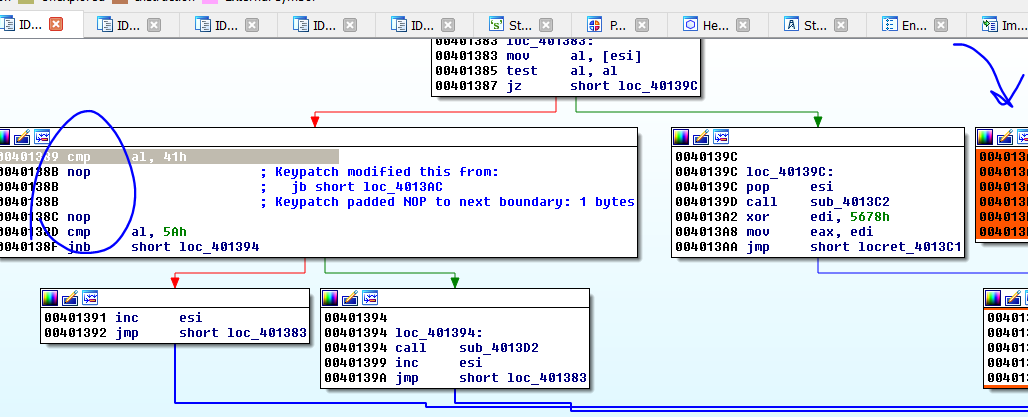 Unexplored
Instruction
External symbol
ID...
ID...
ID...
ID...
ID...
St...
P...
He...
St...
En...
Im...
00401383 loc_401383:
00401383 mov al, [esi]
00401385 test al, al
00401387 jz short loc_40139C
00401389 cmp al, 41h
0040138B nop ; Keypatch modified this from:
0040138B ; jb short loc_4013AC
0040138B ; Keypatch padded NOP to next boundary: 1 bytes
0040138C nop
0040138D cmp al, 5Ah
0040138F jnb short loc_401394
0040139C
0040139C loc_40139C:
0040139C pop esi
0040139D call sub_4013C2
004013A2 xor edi, 5678h
004013A8 mov eax, edi
004013AA jmp short locret_4013C1
00401391 inc esi
00401392 jmp short loc_401383
00401394
00401394 loc_401394:
00401394 call sub_4013D2
00401399 inc esi
0040139A jmp short loc_401383